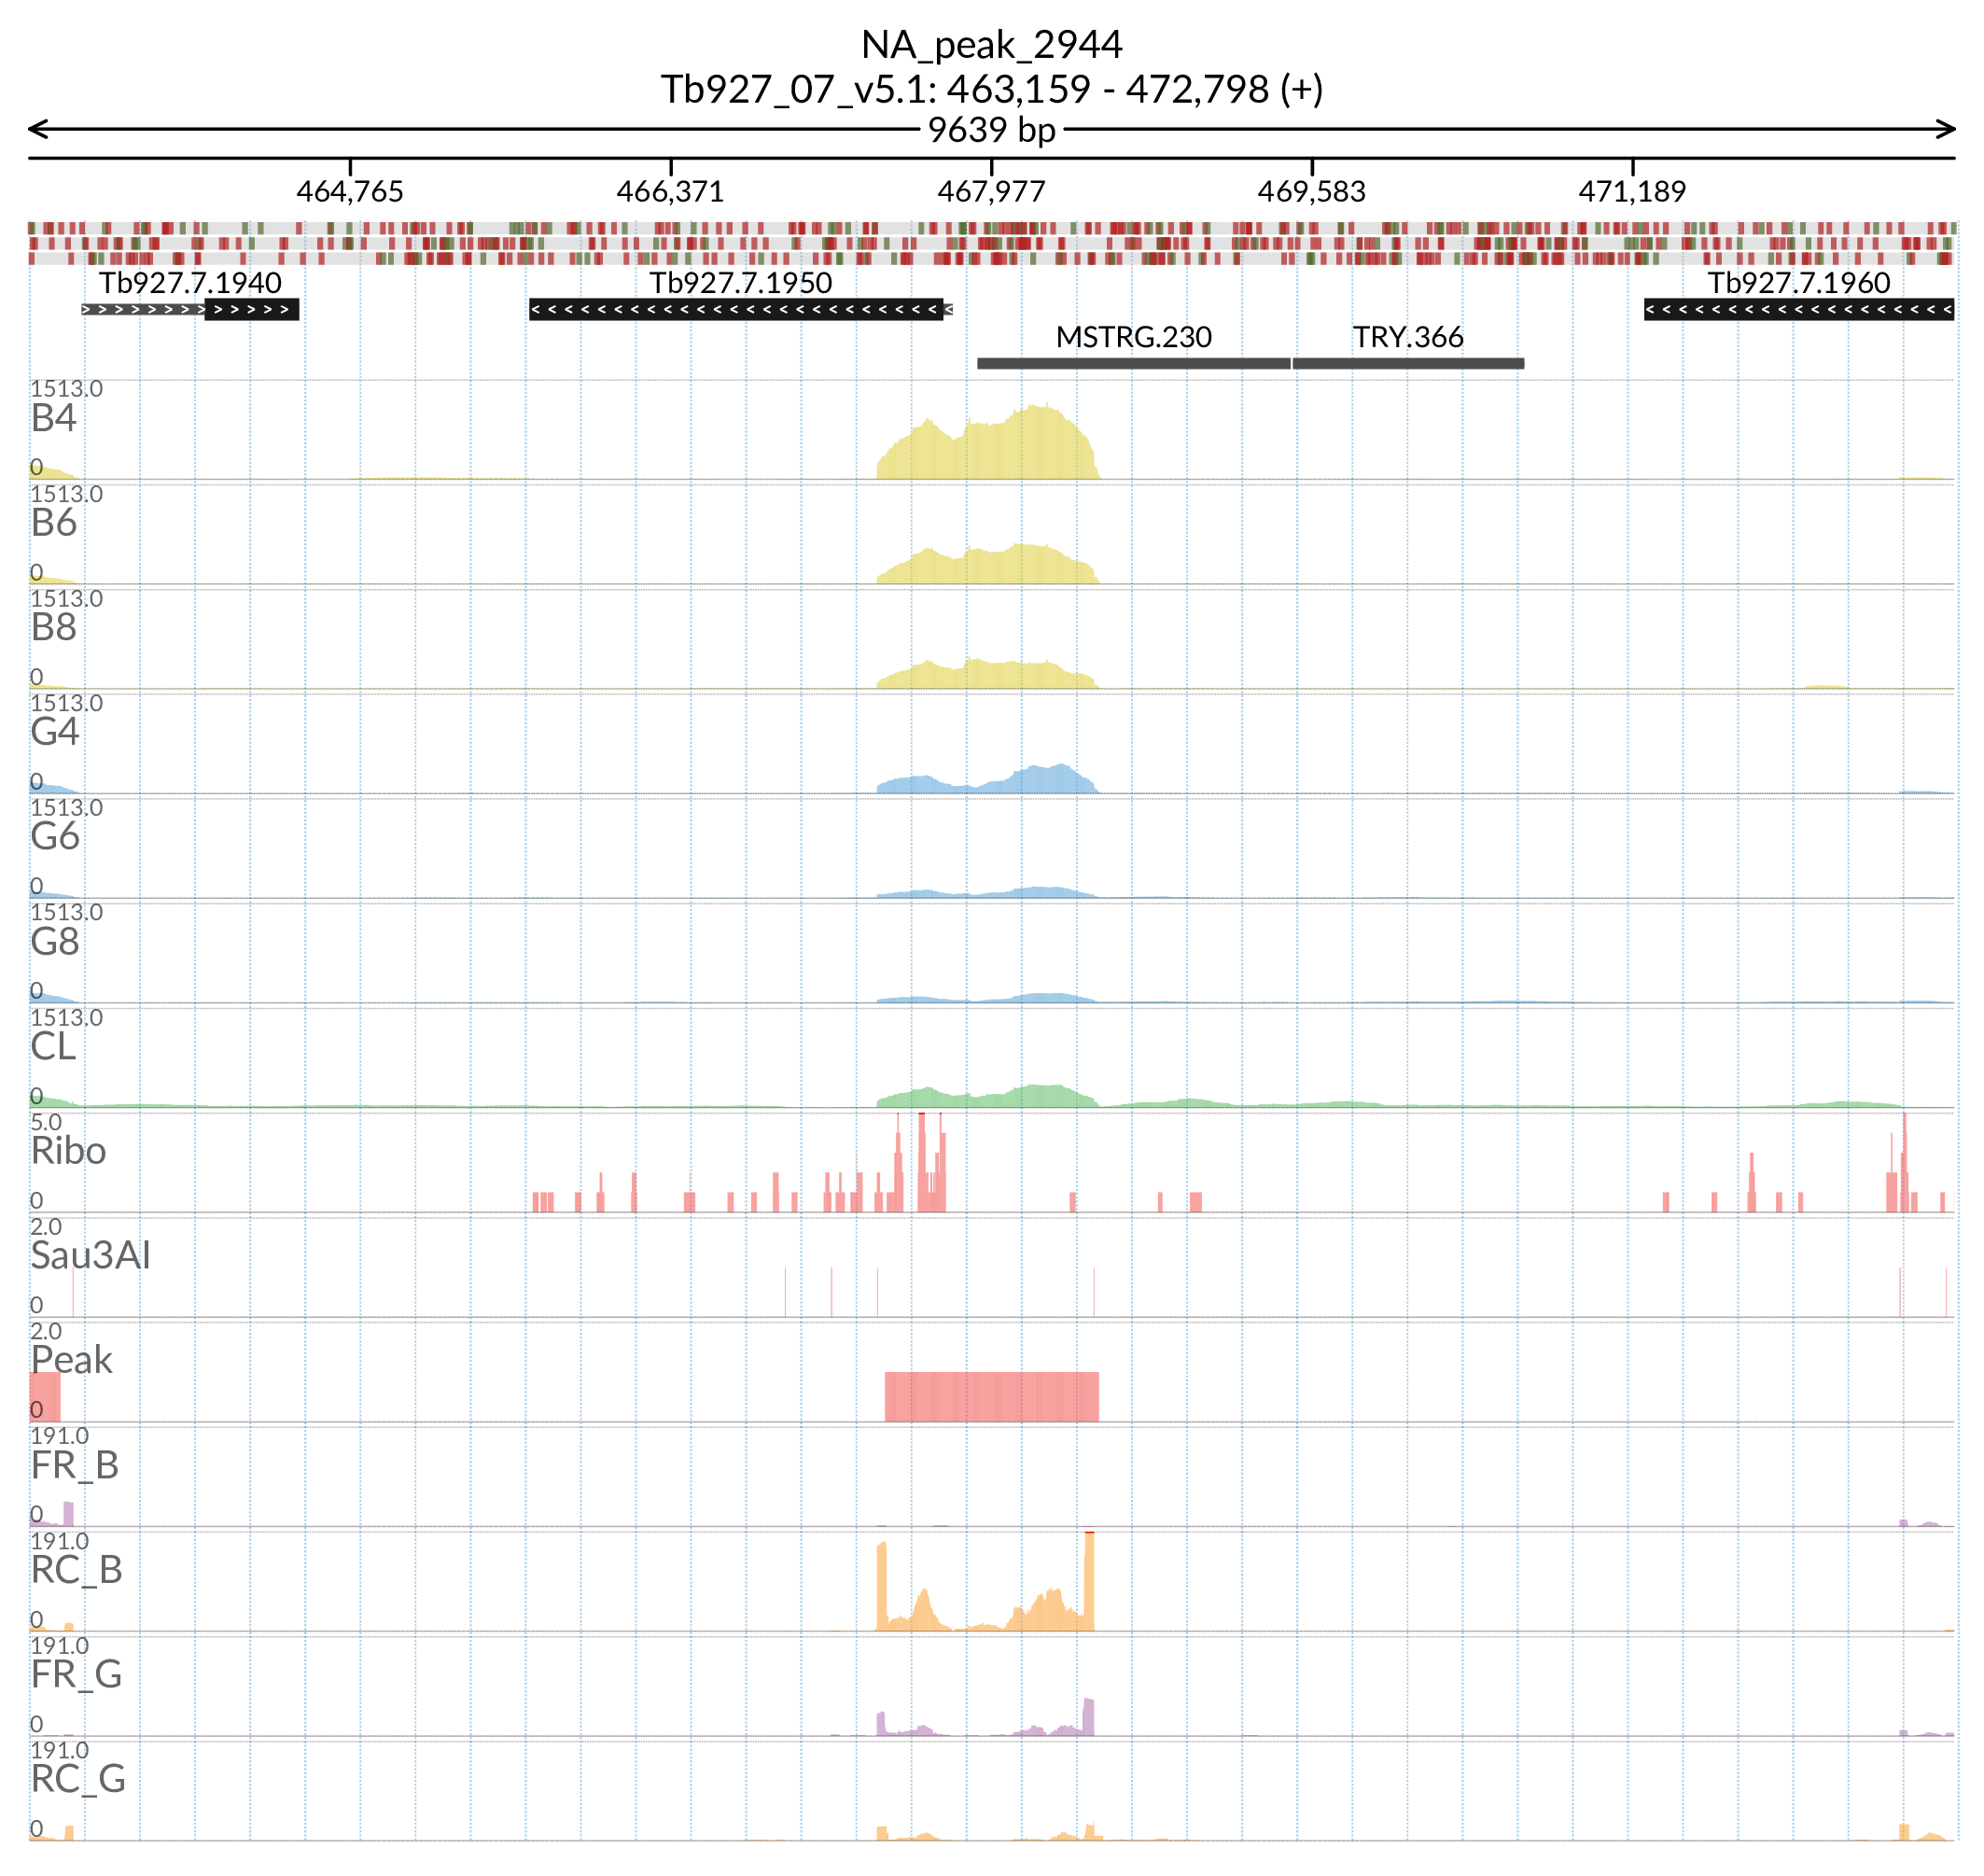 NA_peak_2944
Tb927_07_v5.1: 463,159 - 472,798 (+)
9639 bp
464,765 466,371 467,977 469,583 471,189
Tb927.7.1940 Tb927.7.1950 Tb927.7.1960
MSTRG.230 TRY.366
1513.0
B4
0
1513.0
B6
0
1513.0
B8
0
1513.0
G4
0
1513.0
G6
0
1513.0
G8
0
1513.0
CL
0
5.0
Ribo
0
2.0
Sau3AI
0
2.0
Peak
0
191.0
FR_B
0
191.0
RC_B
0
191.0
FR_G
0
191.0
RC_G
0